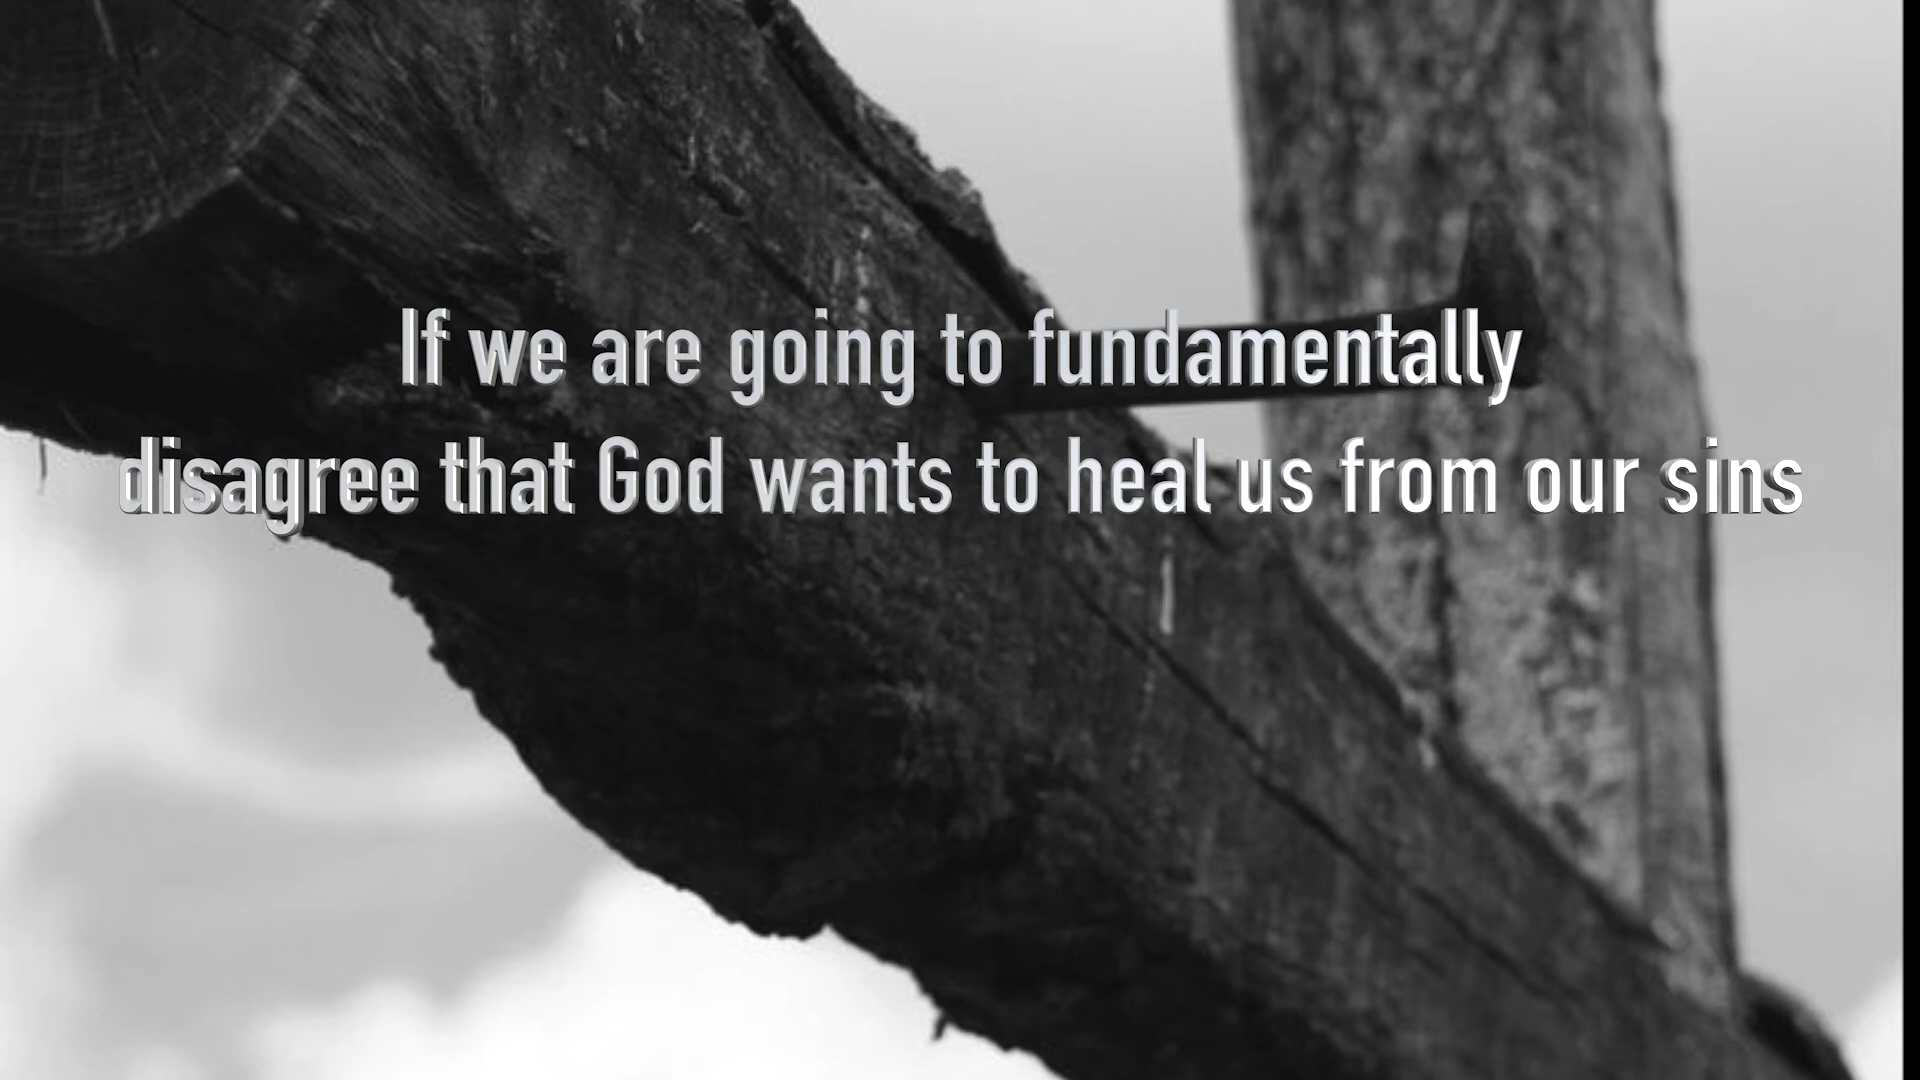 If we are going to fundamentally
disagree that God wants to heal us from our sins